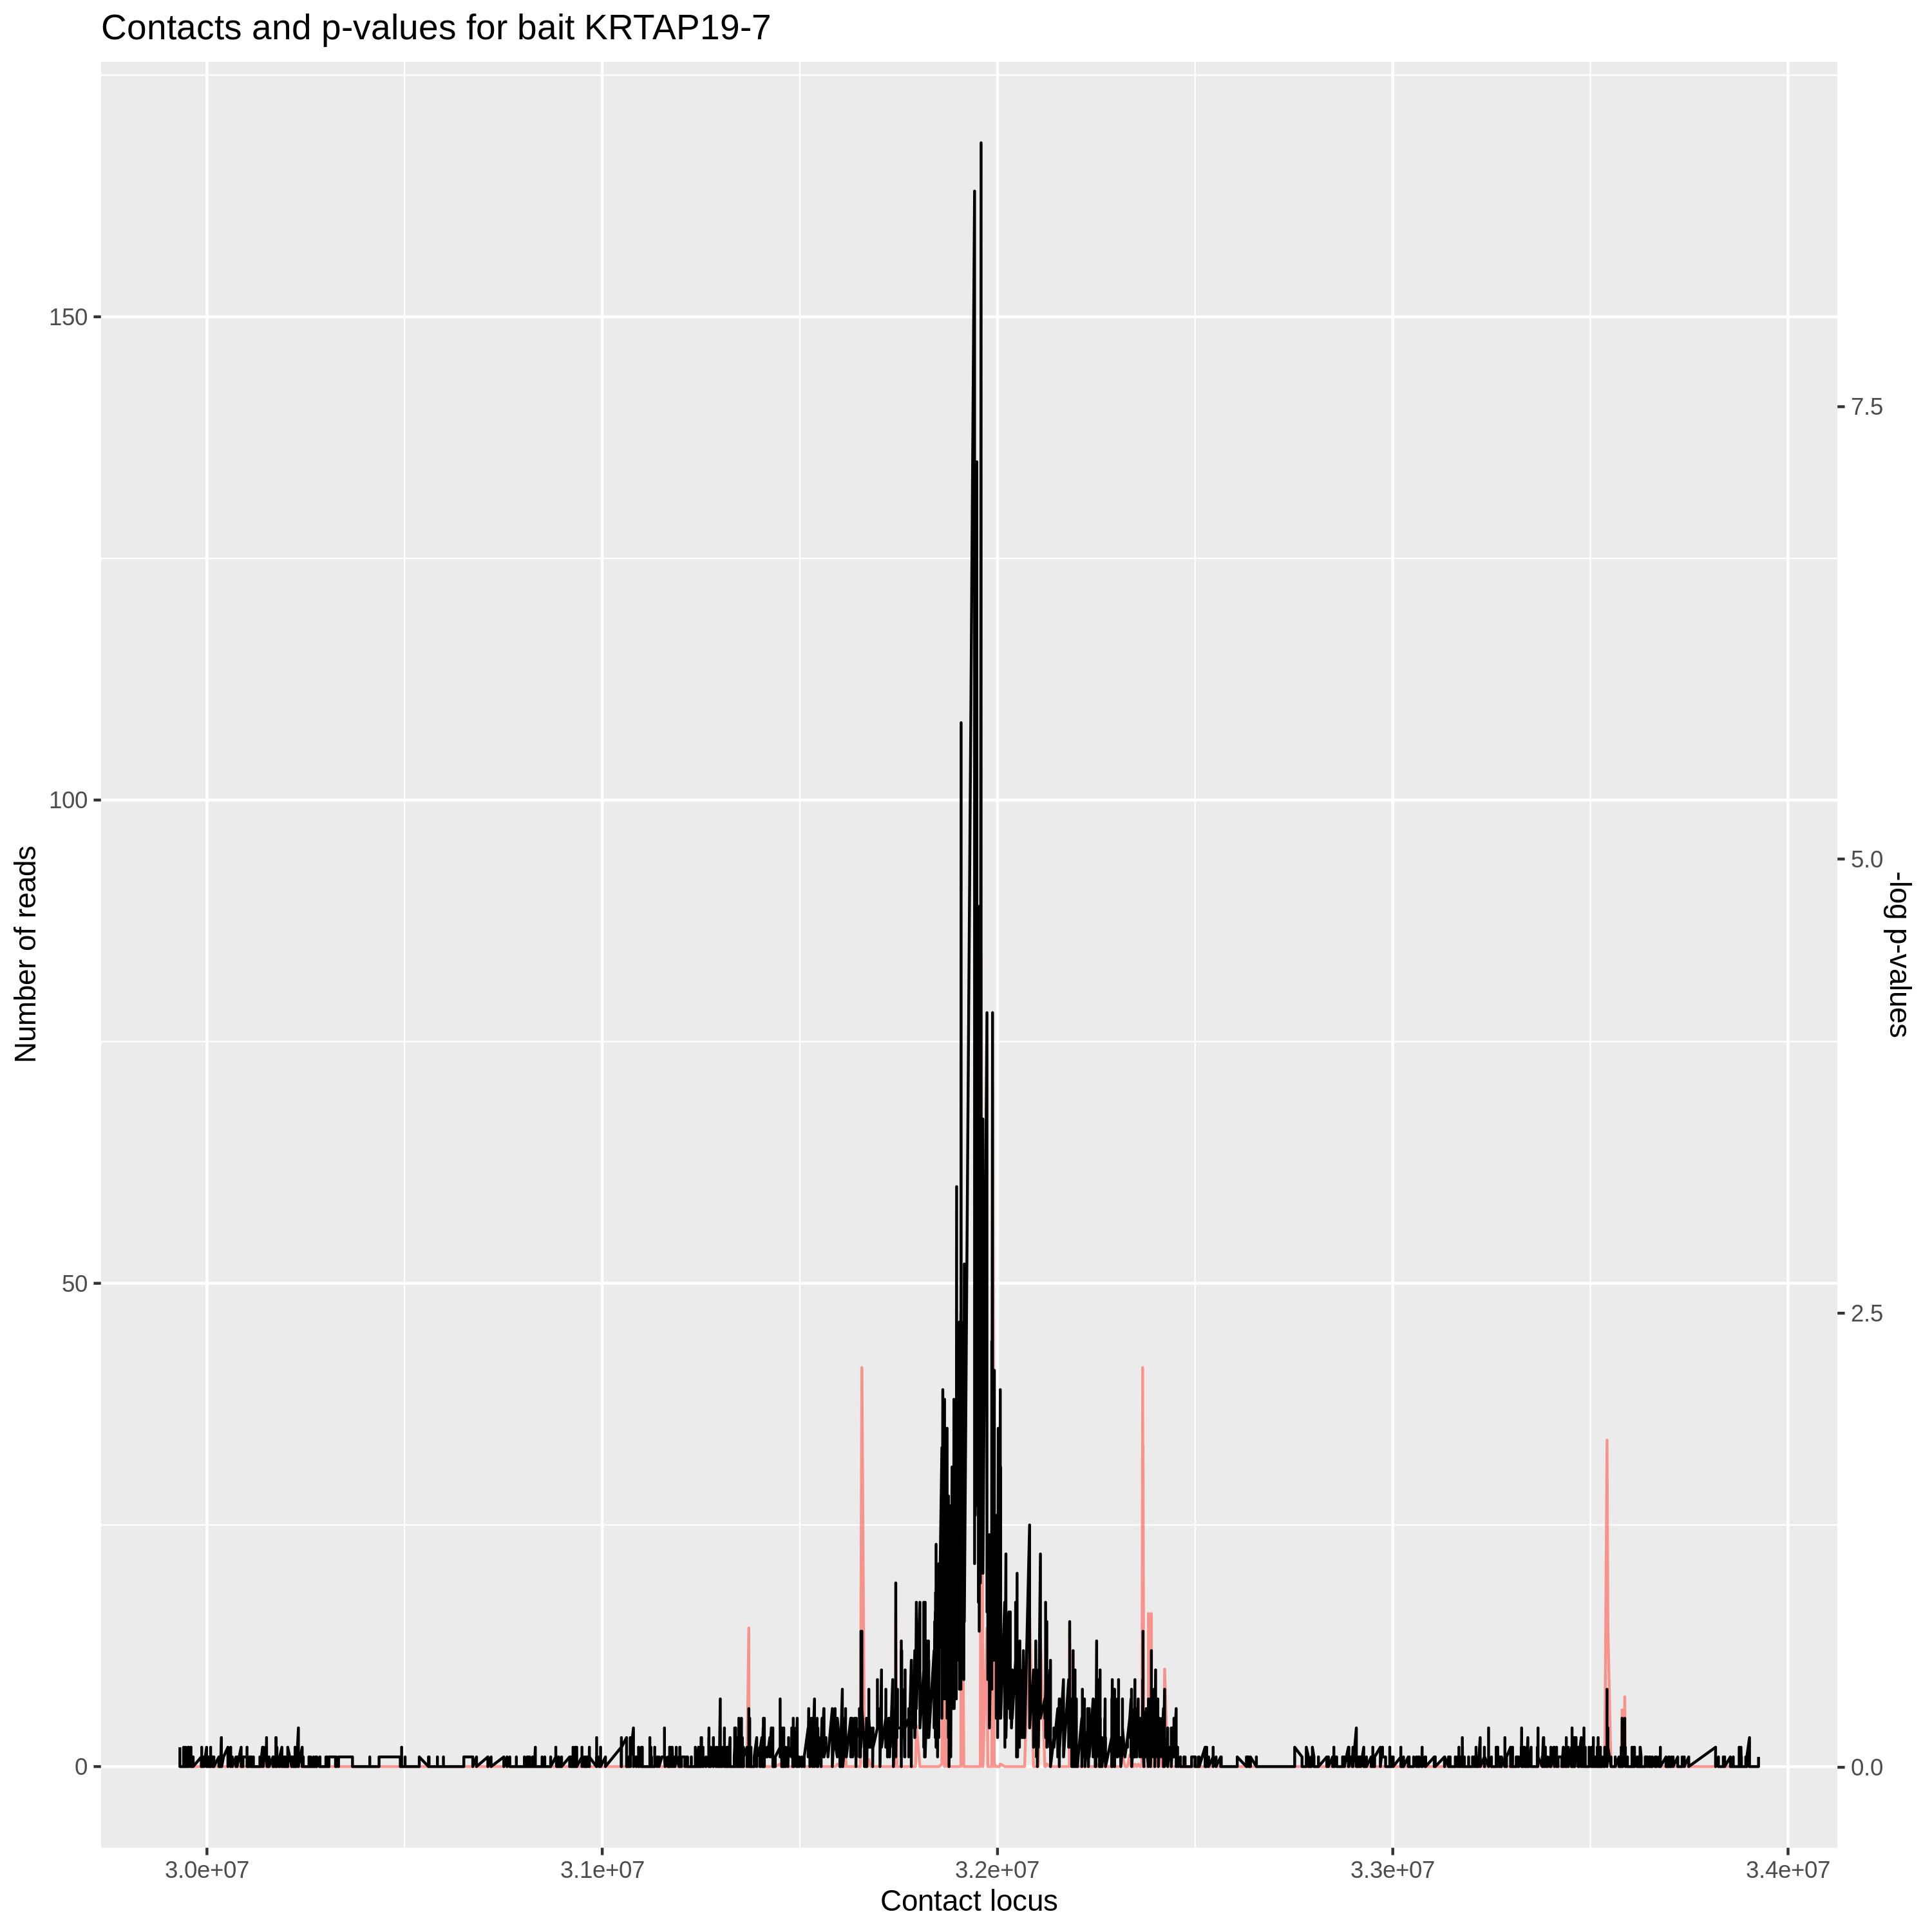 Contacts and p-values for bait KRTAP19-7
150
100
50
0
Number of reads
7.5
5.0
2.5
0.0
-log p-values
3.0e+07
3.1e+07
3.2e+07
3.3e+07
3.4e+07
Contact locus